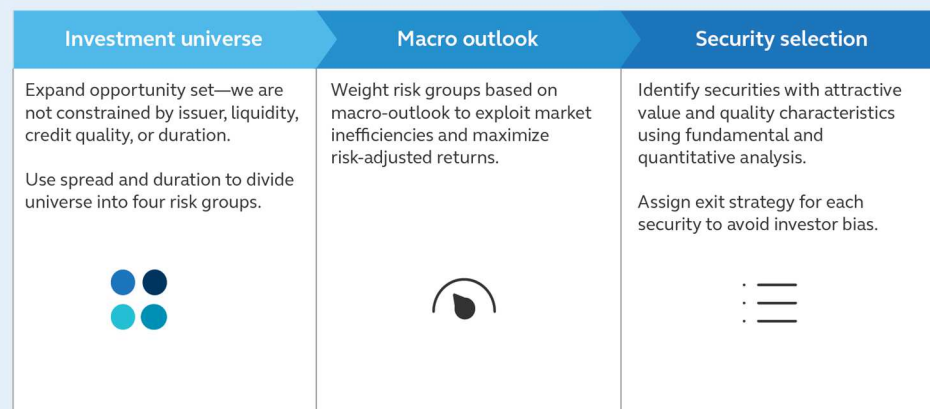 Investment universe
Macro outlook
Security selection
Expand opportunity set—we are
not constrained by issuer, liquidity,
credit quality, or duration.
Use spread and duration to divide
universe into four risk groups.
Weight risk groups based on
macro-outlook to exploit market
inefficiencies and maximize
risk-adjusted returns.
Identify securities with attractive
value and quality characteristics
using fundamental and
quantitative analysis.
Assign exit strategy for each
security to avoid investor bias.